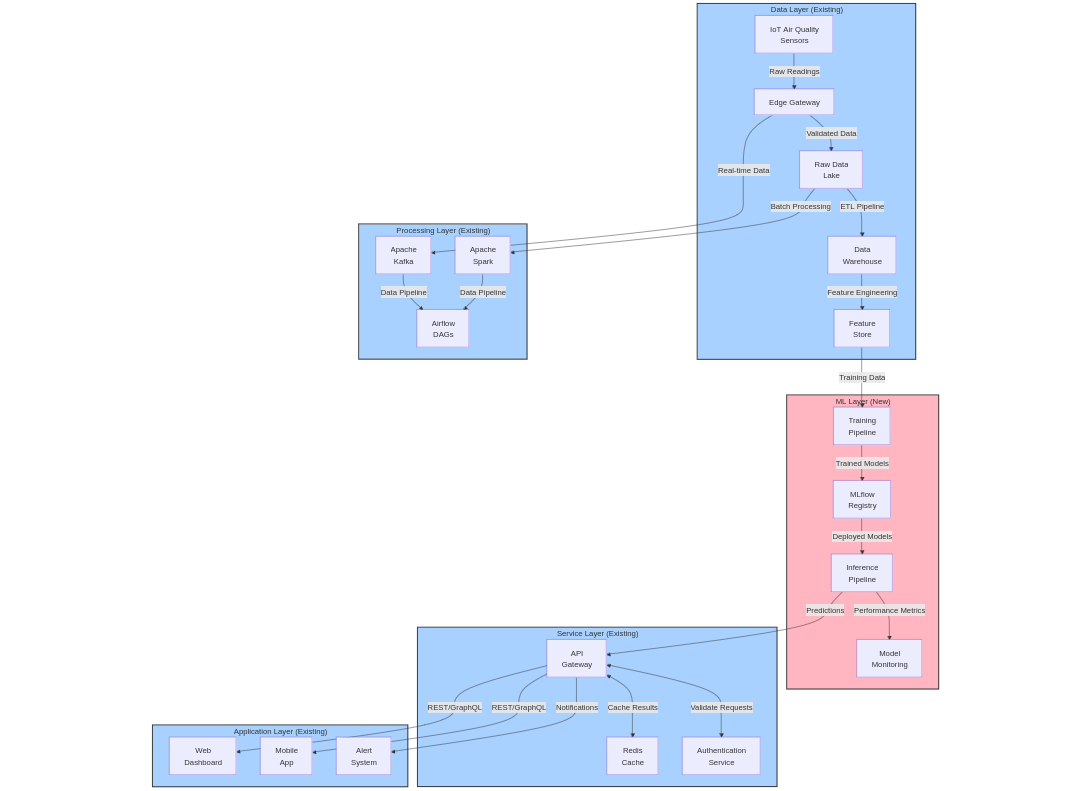 Data Layer (Existing)
IoT Air Quality
Sensors
Raw Readings
Edge Gateway
Validated Data
Raw Data
Lake
Real-time Data
Batch Processing
ETL Pipeline
Processing Layer (Existing)
Apache
Kafka
Apache
Spark
Data
Warehouse
Data Pipeline
Data Pipeline
Feature Engineering
Airflow
DAGs
Feature
Store
Training Data
ML Layer (New)
Training
Pipeline
Trained Models
MLflow
Registry
Deployed Models
Inference
Pipeline
Predictions
Performance Metrics
Model
Monitoring
Service Layer (Existing)
API
Gateway
REST/GraphQL
REST/GraphQL
Notifications
Cache Results
Validate Requests
Application Layer (Existing)
Web
Dashboard
Mobile
App
Alert
System
Redis
Cache
Authentication
Service